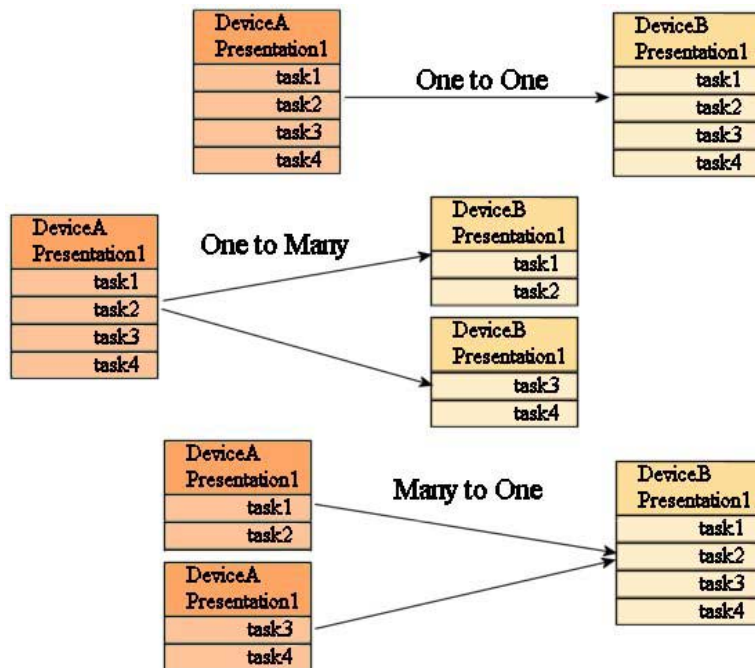 DeviceA
Presentation1
task1
task2
task3
task4
One to One
DeviceB
Presentation1
task1
task2
task3
task4
DeviceA
Presentation1
task1
task2
task3
task4
One to Many
DeviceB
Presentation1
task1
task2
DeviceB
Presentation1
task3
task4
DeviceA
Presentation1
task1
task2
DeviceA
Presentation1
task3
task4
Many to One
DeviceB
Presentation1
task1
task2
task3
task4